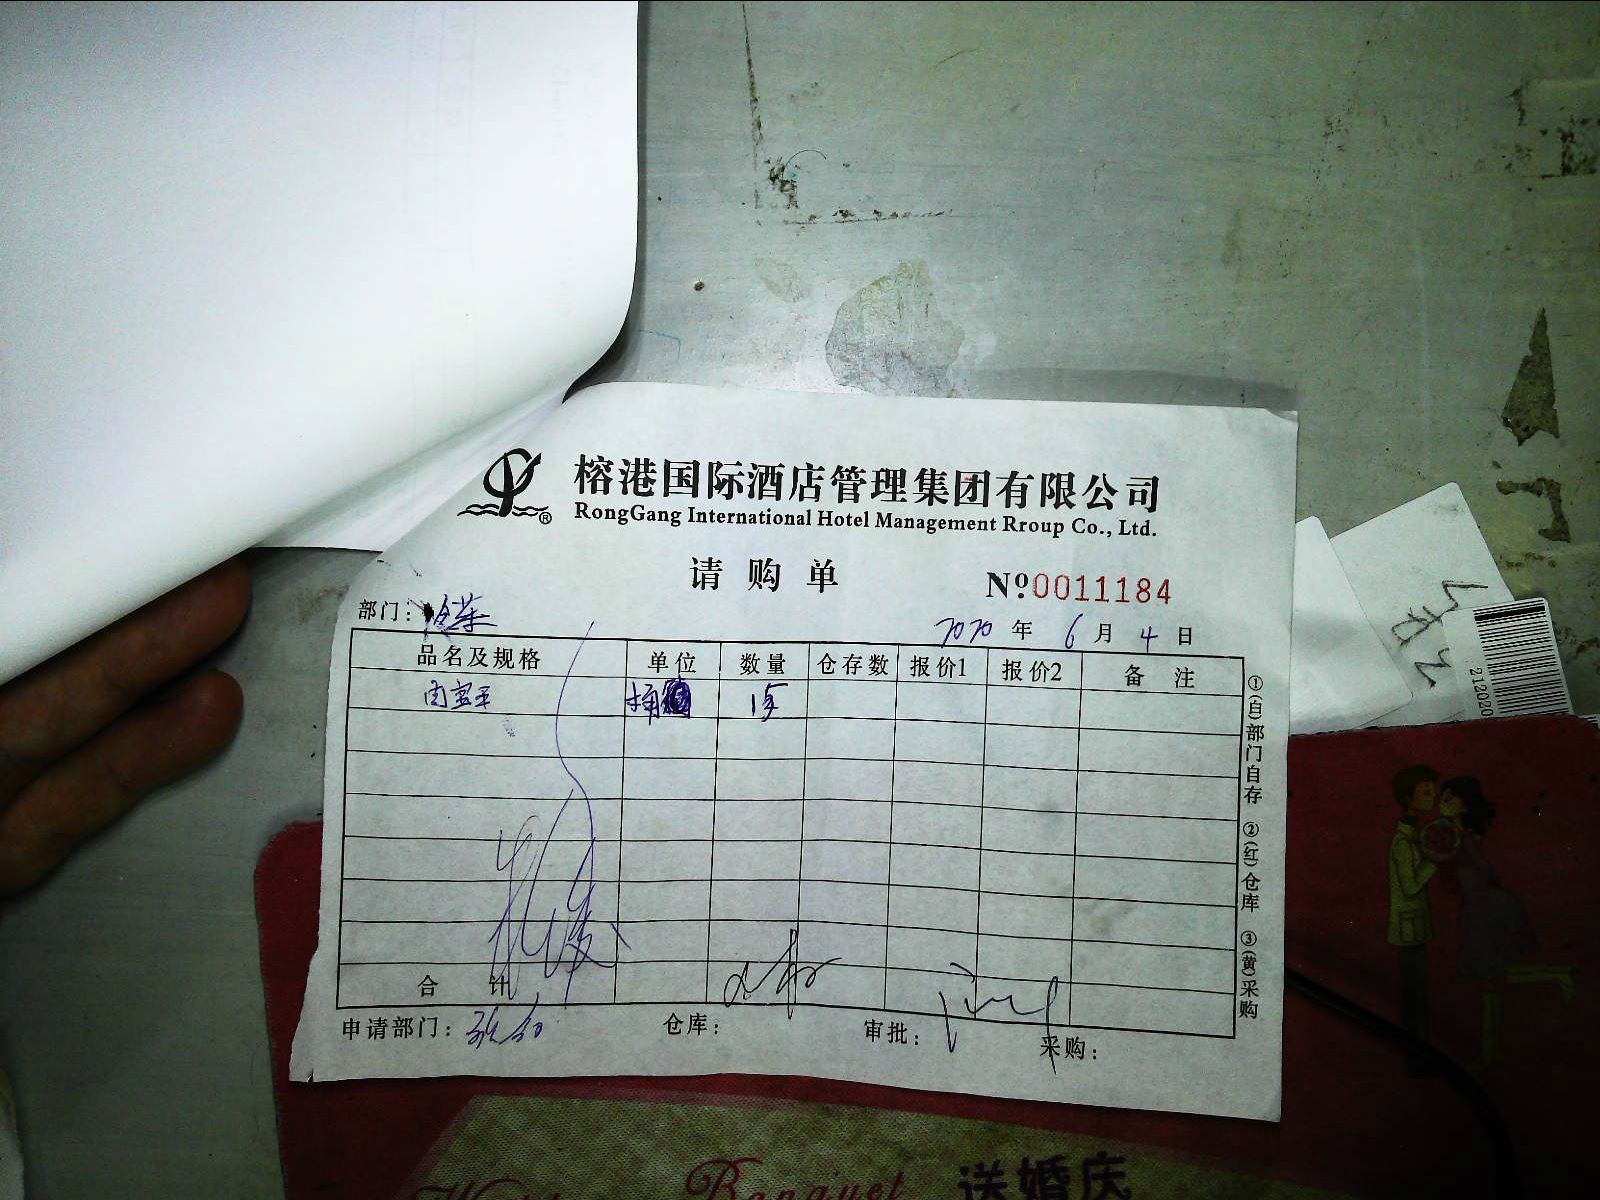 榕港国际酒店管理集团有限公司
RongGang International Hotel Management Rroup Co., Ltd.
请购单
№0011184
部门:
2020 年 6 月 4 日
品名及规格 单位 数量 仓存数 报价1 报价2 备注
桶
合计
申请部门: 仓库: 审批: 采购:
①(白)部门自存 ②(红)仓库 ③(黄)采购
212020
Banquet 送婚庆